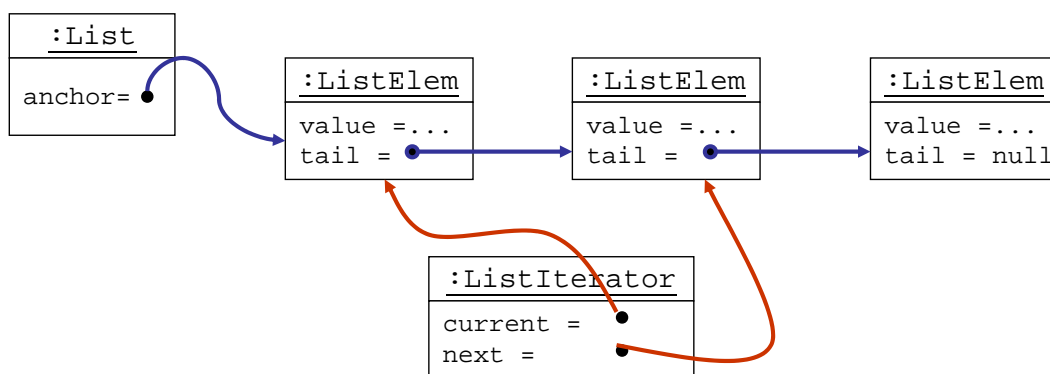 :List
anchor=
:ListElem
value =...
tail =
:ListElem
value =...
tail =
:ListElem
value =...
tail = null
:ListIterator
current =
next =